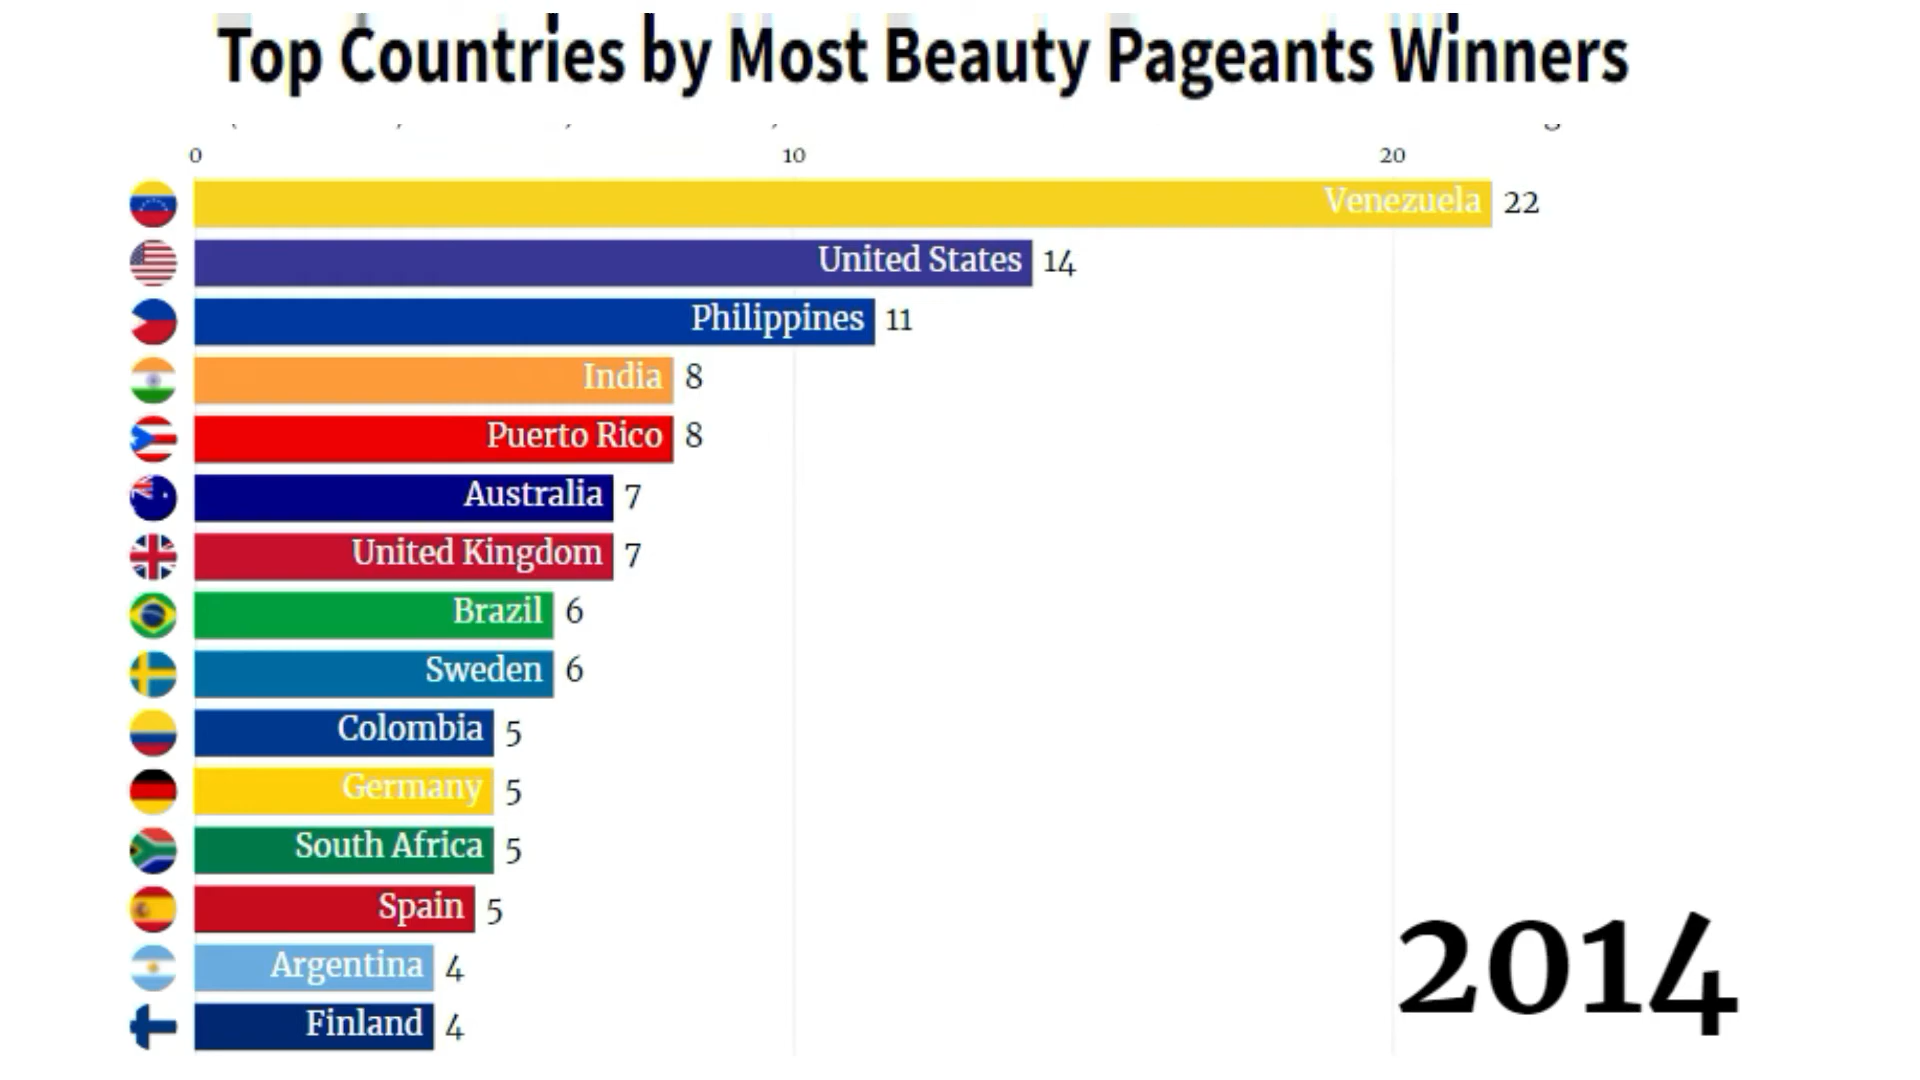 Top Countries by Most Beauty Pageants Winners
0 10 20
Venezuela 22
United States 14
Philippines 11
India 8
Puerto Rico 8
Australia 7
United Kingdom 7
Brazil 6
Sweden 6
Colombia 5
Germany 5
South Africa 5
Spain 5
Argentina 4
Finland 4
2014